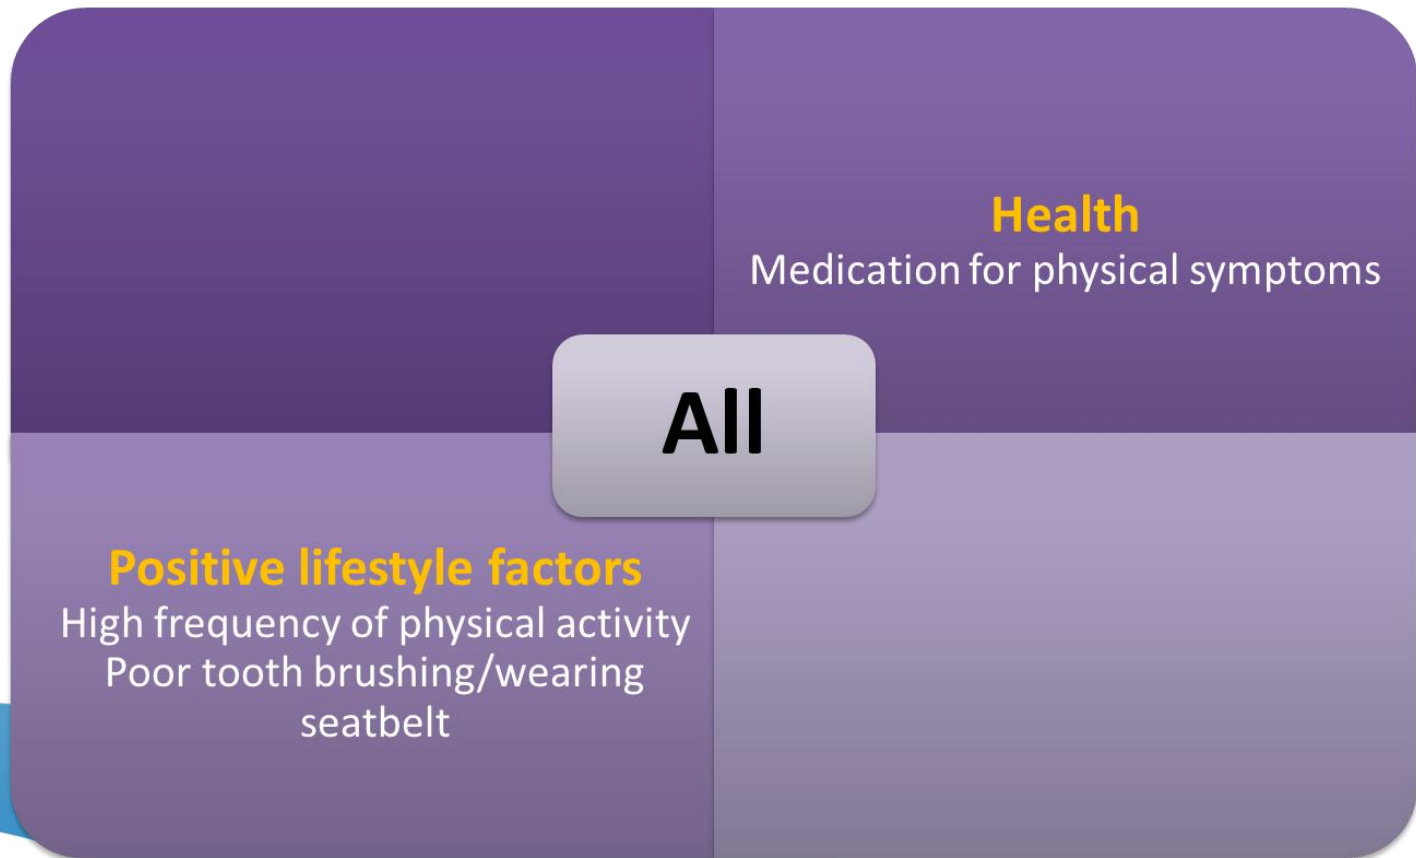 Health
Medication for physical symptoms
All
Positive lifestyle factors
High frequency of physical activity
Poor tooth brushing/wearing
seatbelt